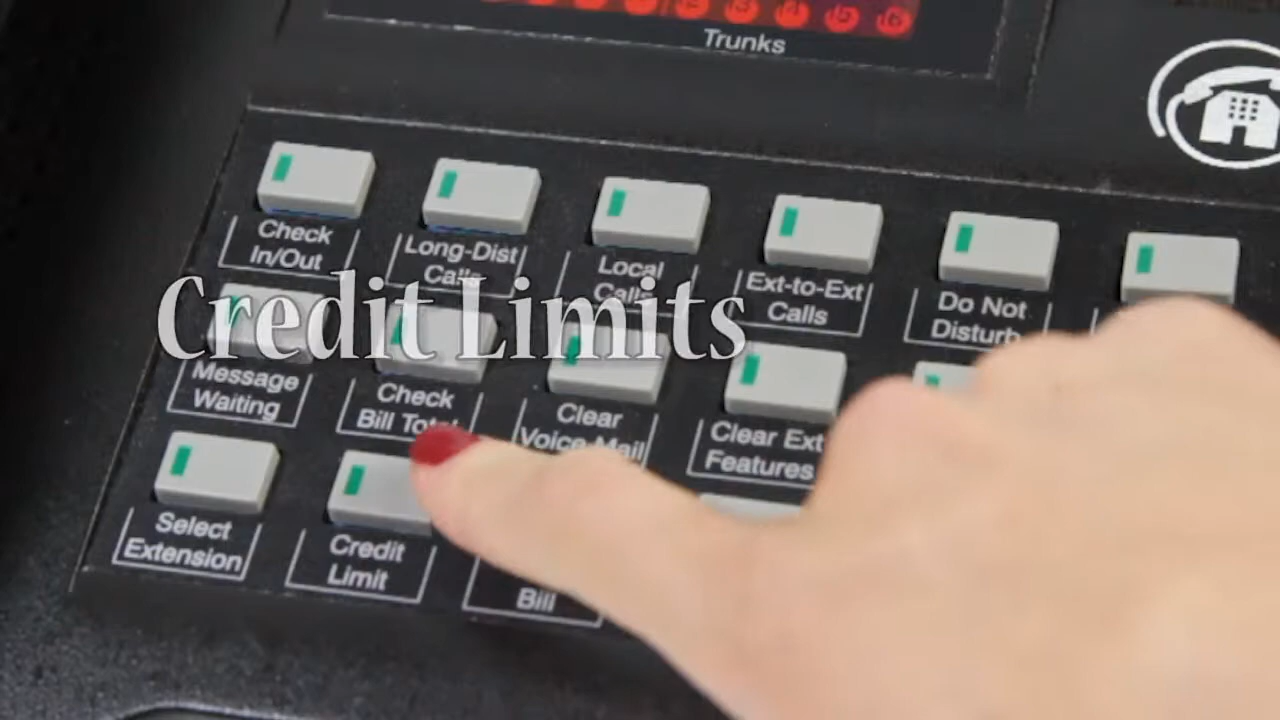 Trunks
Check
In/Out
Long-Dist
Calls
Local
Calls
Ext-to-Ext
Calls
Do Not
Disturb
Credit Limits
Message
Waiting
Check
Bill Total
Clear
Voice Mail
Clear Ext
Features
Select
Extension
Credit
Limit
Bill